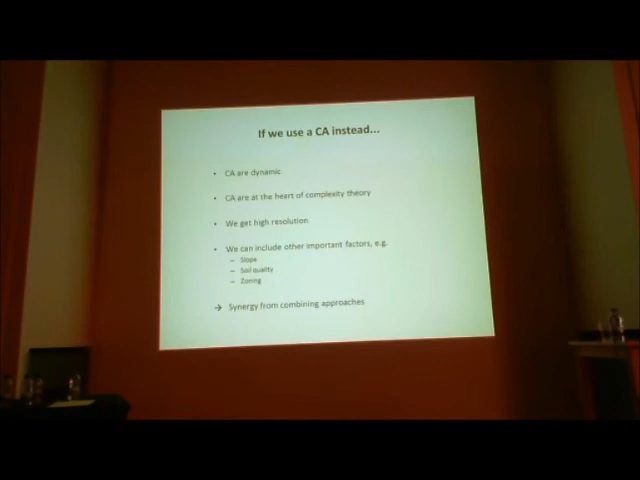 If we use a CA instead...
• CA are dynamic
• CA are at the heart of complexity theory
• We get high resolution
• We can include other important factors, e.g.
– Slope
– Soil quality
– Zoning
→ Synergy from combining approaches